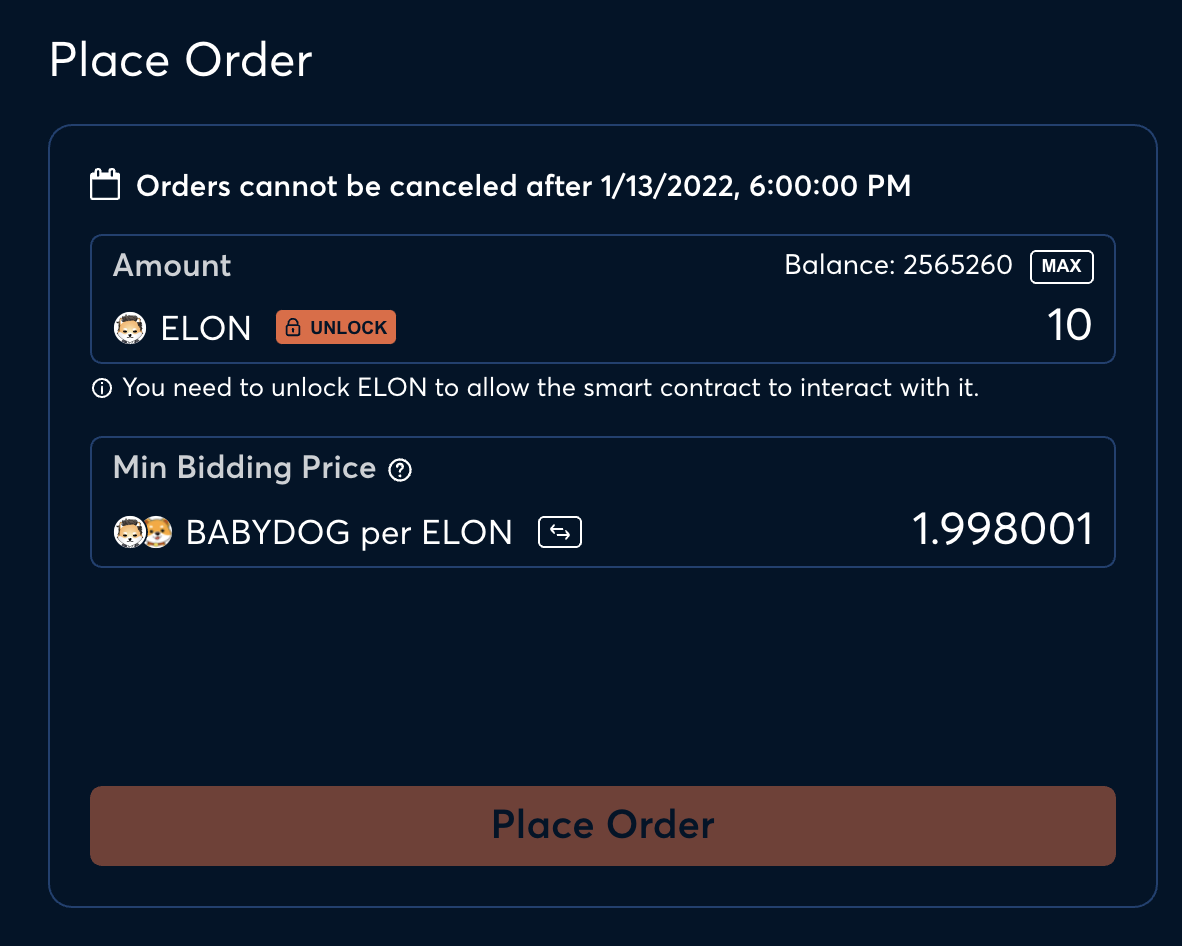 Place Order
Orders cannot be canceled after 1/13/2022, 6:00:00 PM
Amount Balance: 2565260 MAX
ELON UNLOCK 10
You need to unlock ELON to allow the smart contract to interact with it.
Min Bidding Price
BABYDOG per ELON 1.998001
Place Order